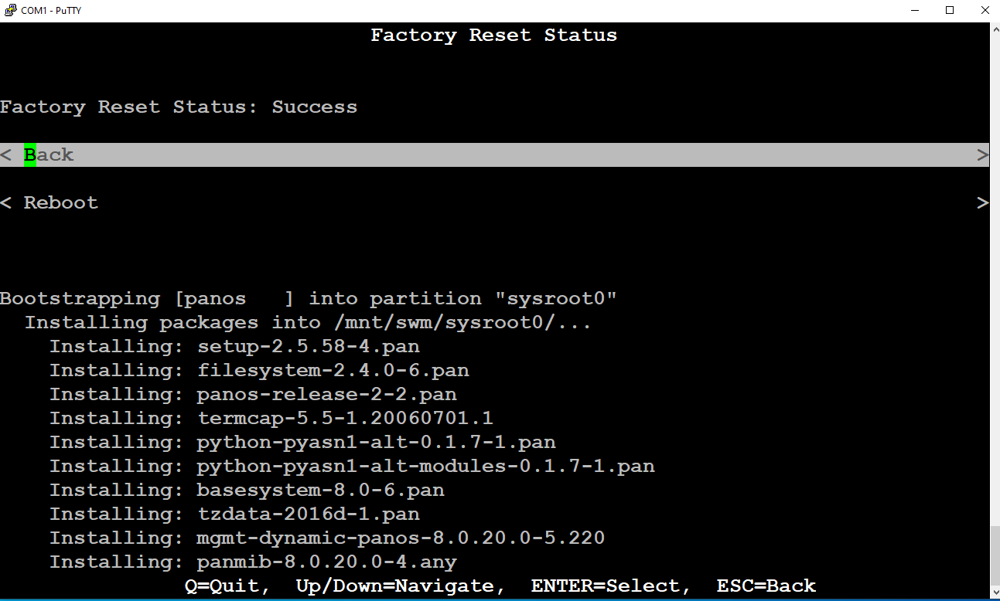 COM1 - PuTTY
Factory Reset Status
Factory Reset Status: Success
< Back >
< Reboot >
Bootstrapping [panos   ] into partition "sysroot0"
Installing packages into /mnt/swm/sysroot0/...
Installing: setup-2.5.58-4.pan
Installing: filesystem-2.4.0-6.pan
Installing: panos-release-2-2.pan
Installing: termcap-5.5-1.20060701.1
Installing: python-pyasn1-alt-0.1.7-1.pan
Installing: python-pyasn1-alt-modules-0.1.7-1.pan
Installing: basesystem-8.0-6.pan
Installing: tzdata-2016d-1.pan
Installing: mgmt-dynamic-panos-8.0.20.0-5.220
Installing: panmib-8.0.20.0-4.any
Q=Quit,  Up/Down=Navigate,  ENTER=Select,  ESC=Back